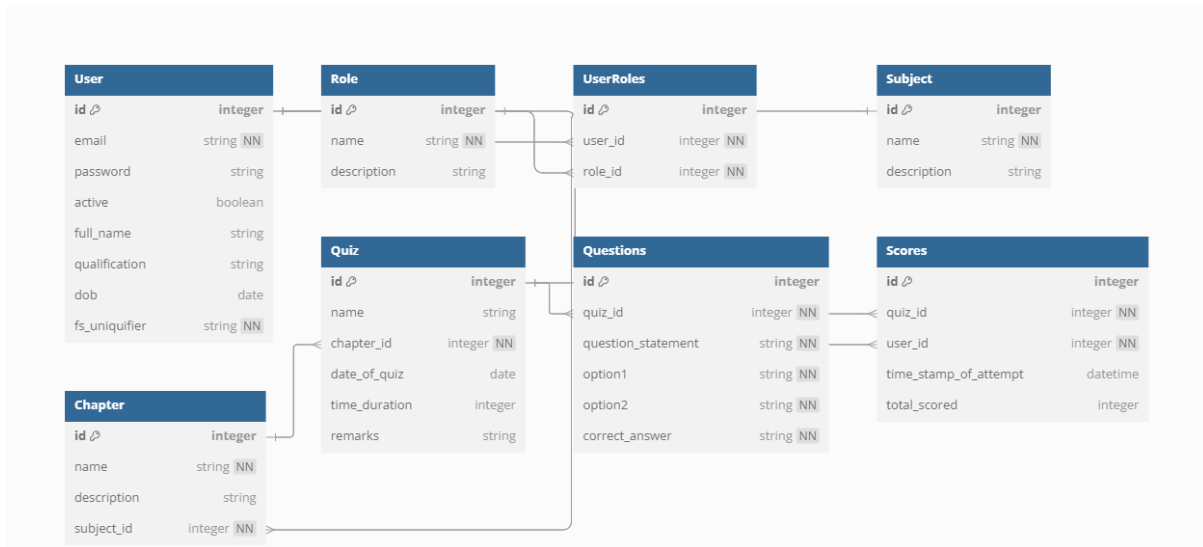 User
id integer
email string NN
password string
active boolean
full_name string
qualification string
dob date
fs_uniquifier string NN
Role
id integer
name string NN
description string
UserRoles
id integer
user_id integer NN
role_id integer NN
Subject
id integer
name string NN
description string
Quiz
id integer
name string
chapter_id integer NN
date_of_quiz date
time_duration integer
remarks string
Questions
id integer
quiz_id integer NN
question_statement string NN
option1 string NN
option2 string NN
correct_answer string NN
Scores
id integer
quiz_id integer NN
user_id integer NN
time_stamp_of_attempt datetime
total_scored integer
Chapter
id integer
name string NN
description string
subject_id integer NN